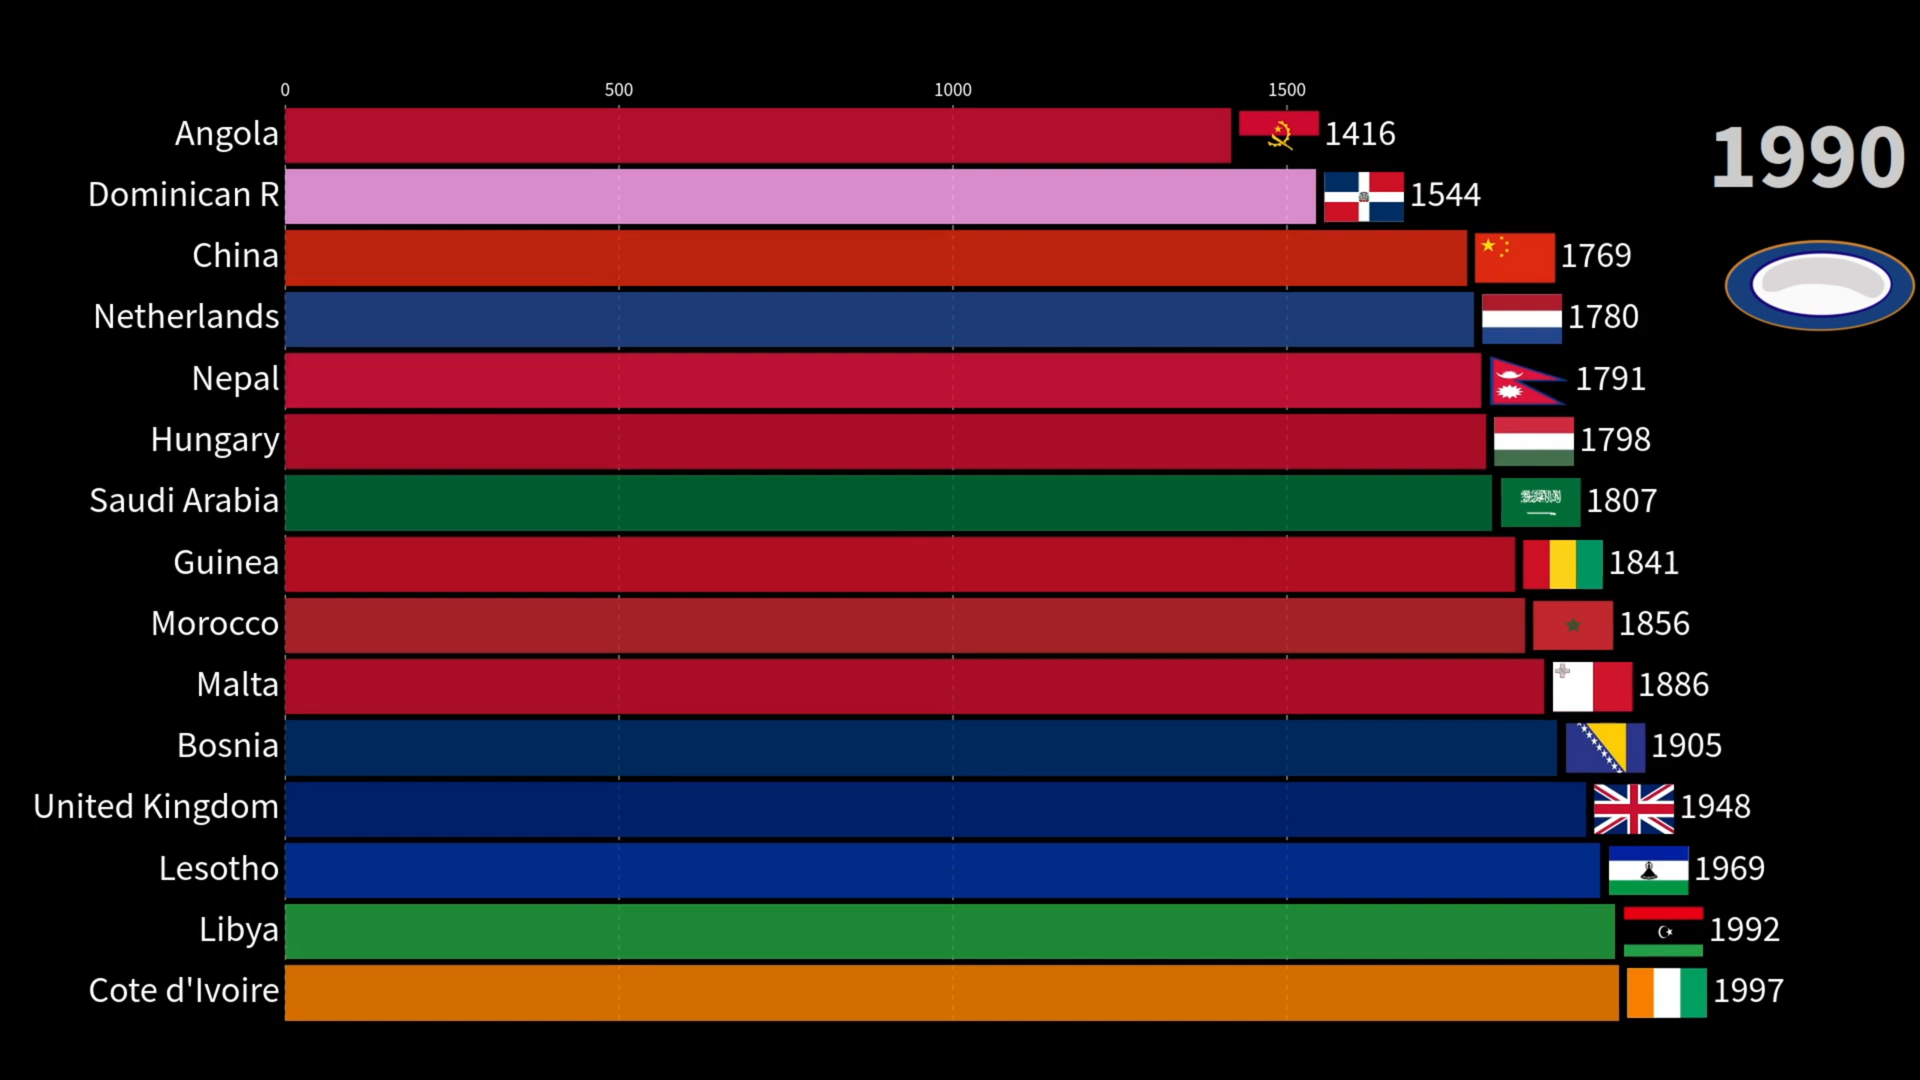 0 500 1000 1500
1990
Angola 1416
Dominican R 1544
China 1769
Netherlands 1780
Nepal 1791
Hungary 1798
Saudi Arabia 1807
Guinea 1841
Morocco 1856
Malta 1886
Bosnia 1905
United Kingdom 1948
Lesotho 1969
Libya 1992
Cote d'Ivoire 1997